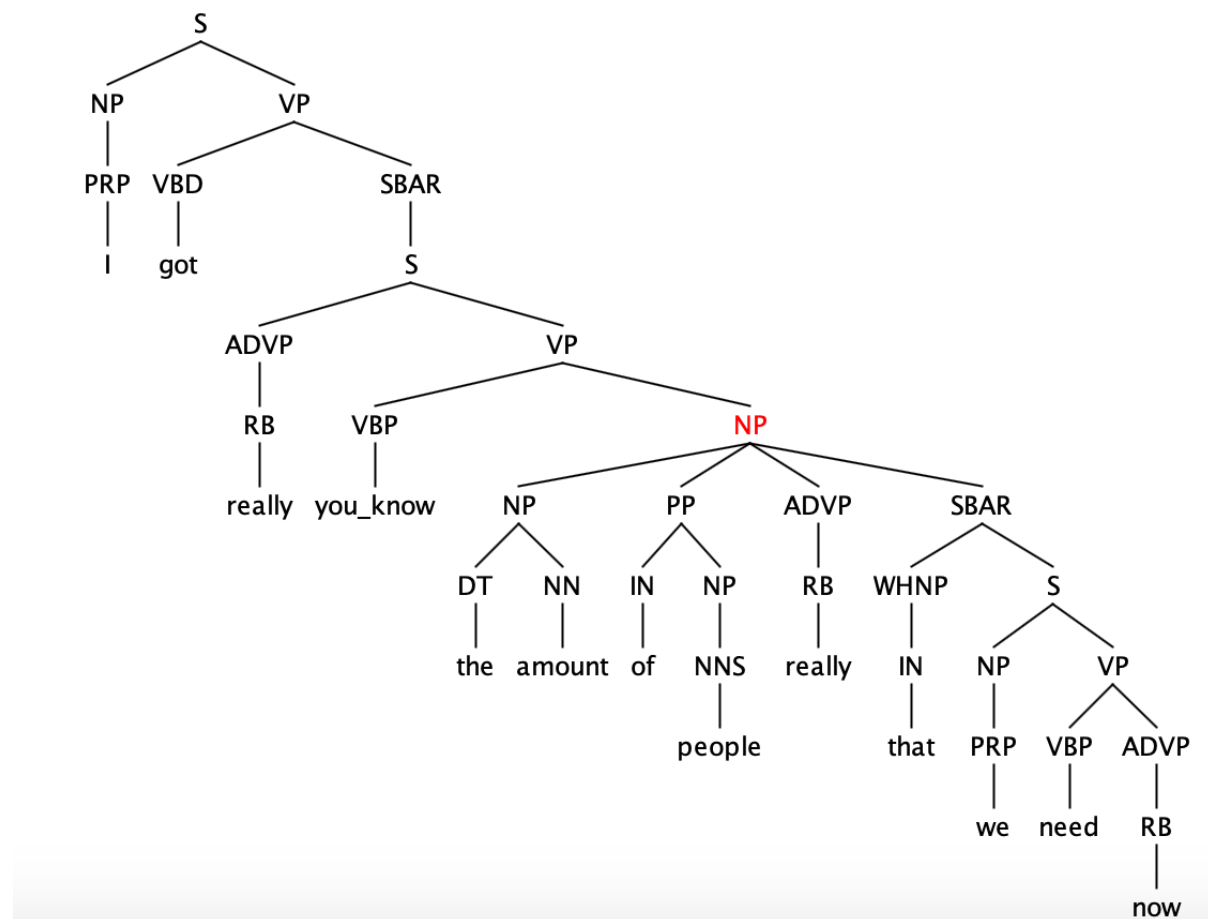 S
NP VP
PRP VBD SBAR
I got S
ADVP VP
RB VBP NP
really you_know NP PP ADVP SBAR
DT NN IN NP RB WHNP S
the amount of NNS really IN NP VP
people that PRP VBP ADVP
we need RB
now